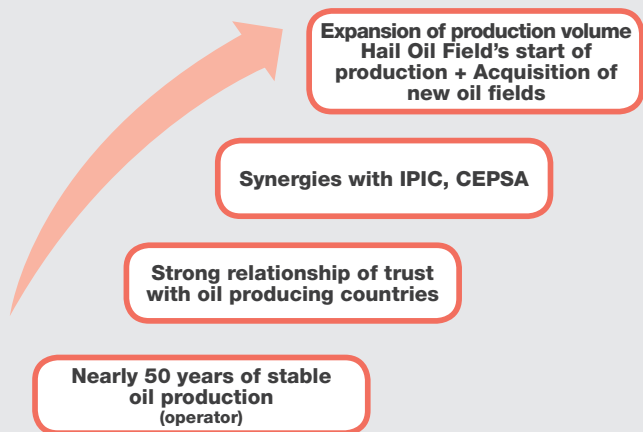 Expansion of production volume
Hail Oil Field’s start of
production + Acquisition of
new oil fields
Synergies with IPIC, CEPSA
Strong relationship of trust
with oil producing countries
Nearly 50 years of stable
oil production
(operator)